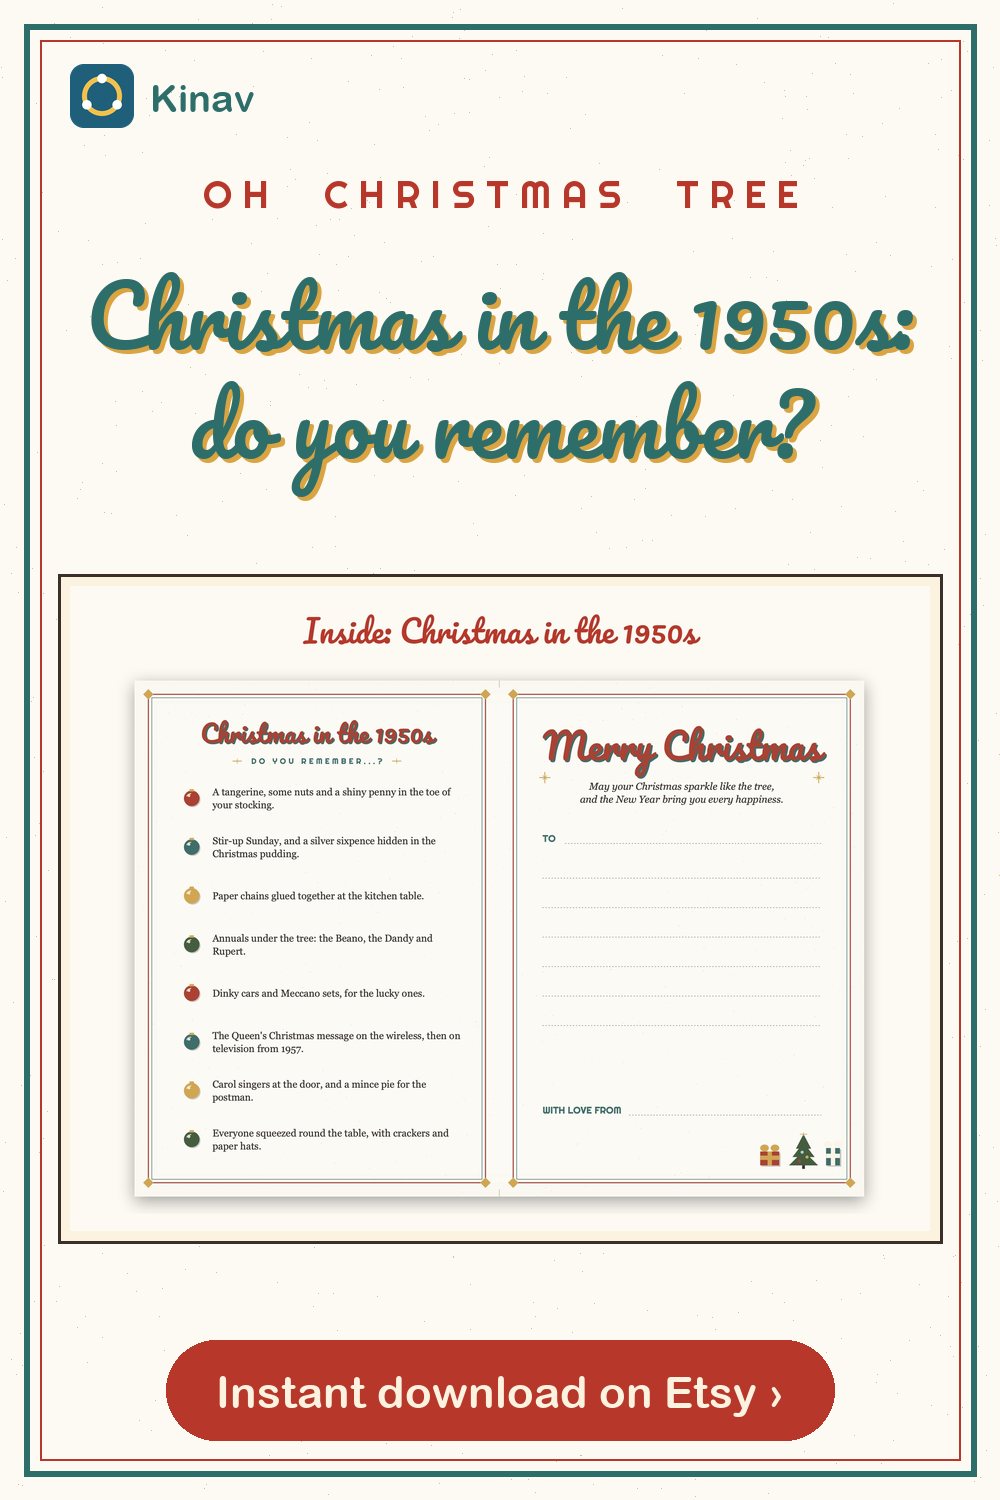 Kinav
OH CHRISTMAS TREE
Christmas in the 1950s:
do you remember?
Inside: Christmas in the 1950s
Christmas in the 1950s
DO YOU REMEMBER...?
A tangerine, some nuts and a shiny penny in the toe of
your stocking.
Stir-up Sunday, and a silver sixpence hidden in the
Christmas pudding.
Paper chains glued together at the kitchen table.
Annuals under the tree: the Beano, the Dandy and
Rupert.
Dinky cars and Meccano sets, for the lucky ones.
The Queen's Christmas message on the wireless, then on
television from 1957.
Carol singers at the door, and a mince pie for the
postman.
Everyone squeezed round the table, with crackers and
paper hats.
Merry Christmas
May your Christmas sparkle like the tree,
and the New Year bring you every happiness.
TO
WITH LOVE FROM
Instant download on Etsy ›